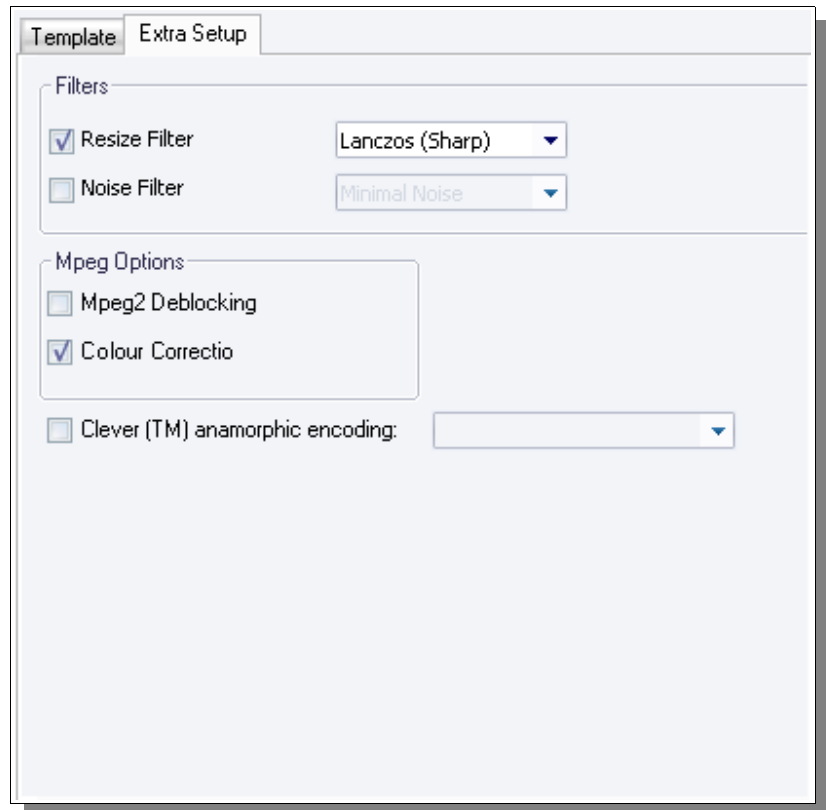 Template Extra Setup
Filters
Resize Filter Lanczos (Sharp)
Noise Filter Minimal Noise
Mpeg Options
Mpeg2 Deblocking
Colour Correctio
Clever (TM) anamorphic encoding: